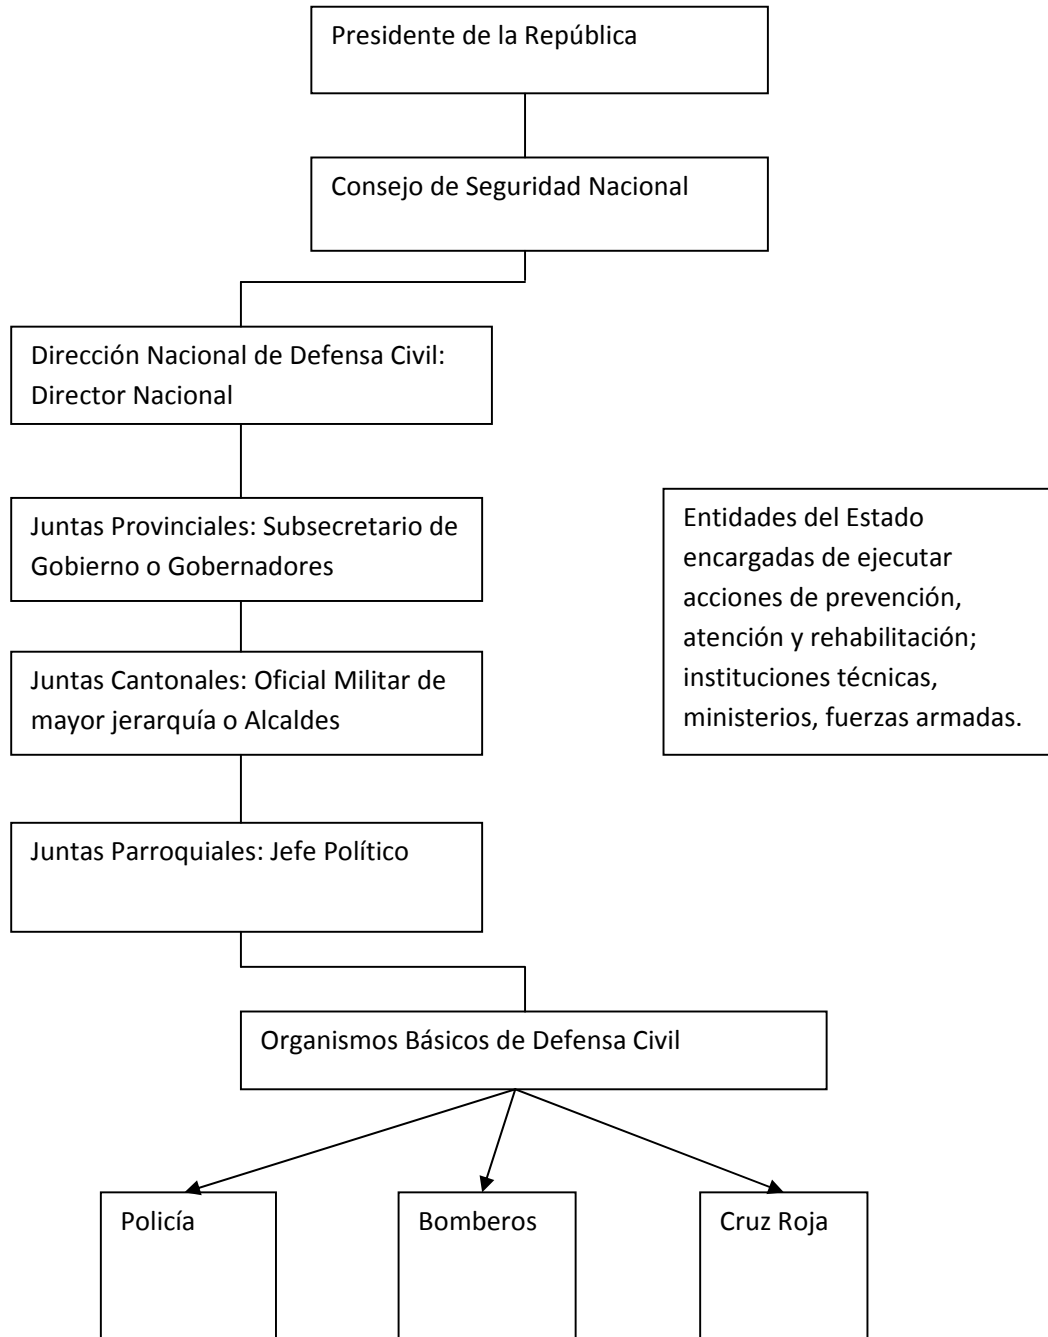 Presidente de la República
Consejo de Seguridad Nacional
Dirección Nacional de Defensa Civil:
Director Nacional
Juntas Provinciales: Subsecretario de
Gobierno o Gobernadores
Entidades del Estado
encargadas de ejecutar
acciones de prevención,
atención y rehabilitación;
instituciones técnicas,
ministerios, fuerzas armadas.
Juntas Cantonales: Oficial Militar de
mayor jerarquía o Alcaldes
Juntas Parroquiales: Jefe Político
Organismos Básicos de Defensa Civil
Policía
Bomberos
Cruz Roja